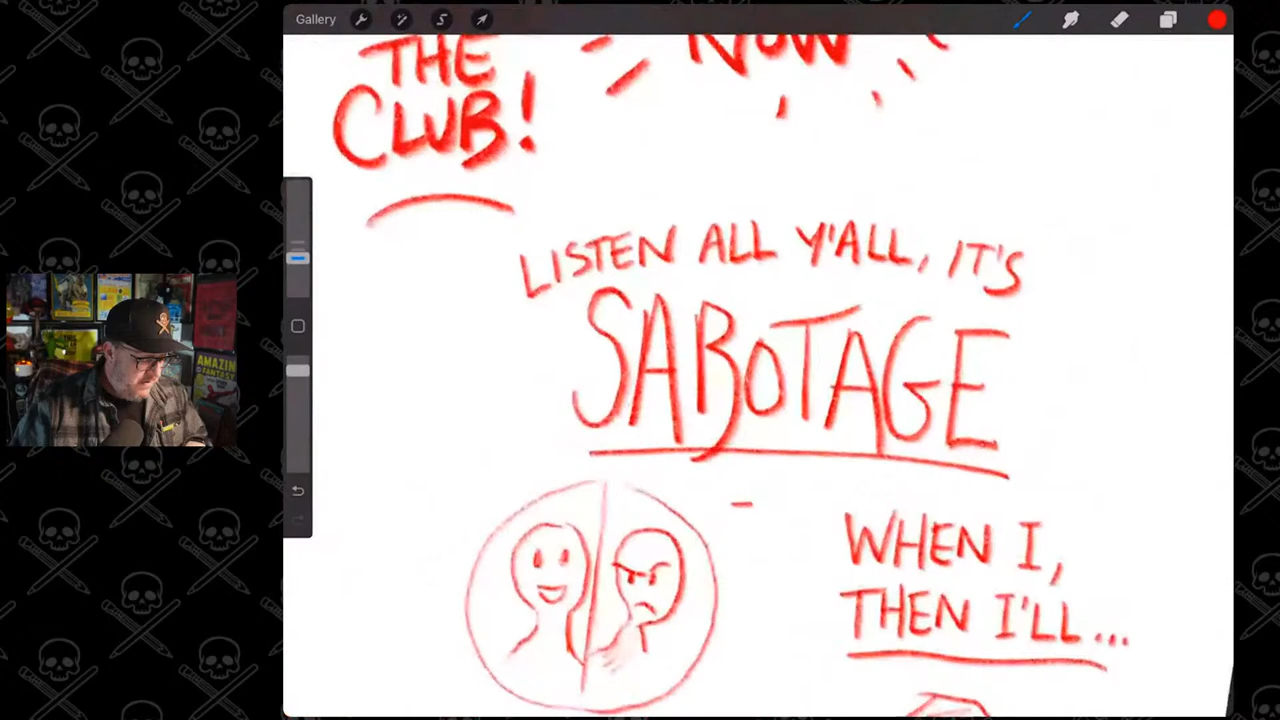 Gallery
THE
CLUB!
NOW
LISTEN ALL Y'ALL, IT'S
SABOTAGE
WHEN I,
THEN I'LL...
AMAZING
FANTASY